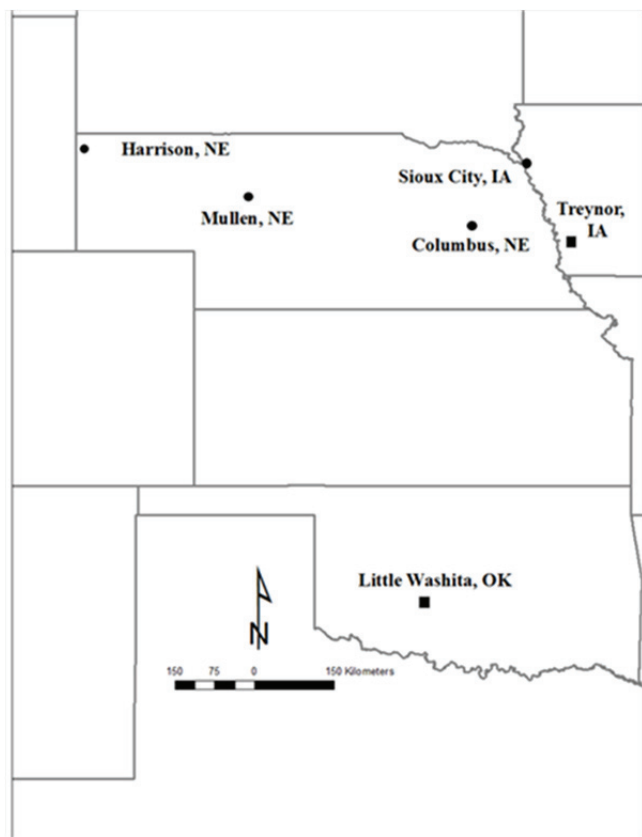 Harrison, NE
Sioux City, IA
Mullen, NE
Treynor,
IA
Columbus, NE
Little Washita, OK
N
150 75 0 150 Kilometers